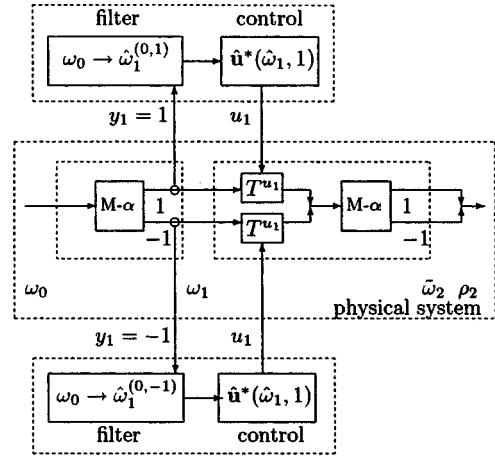 filter control
ω₀ → ω̂₁^(0,1) û*(ω̂₁, 1)
y₁ = 1 u₁
M-α 1 T^u₁ M-α 1
−1 T^u₁ −1
ω₀ ω₁ ω̃₂ ρ₂
physical system
y₁ = −1 u₁
ω₀ → ω̂₁^(0,−1) û*(ω̂₁, 1)
filter control